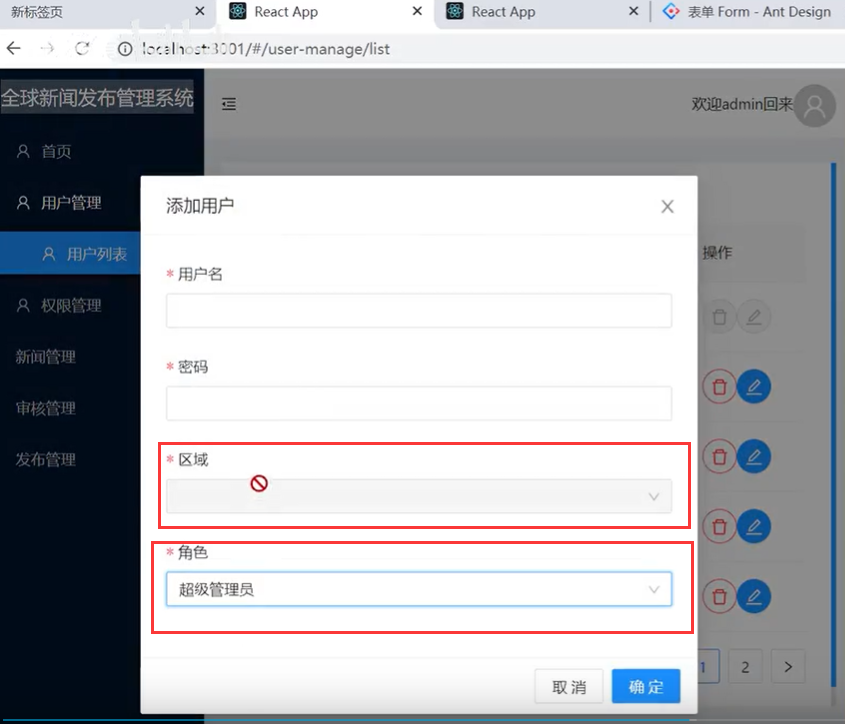 新标签页
React App
React App
表单 Form - Ant Design
localhost:3001/#/user-manage/list
全球新闻发布管理系统
欢迎admin回来
首页
用户管理
用户列表
权限管理
新闻管理
审核管理
发布管理
添加用户
* 用户名
* 密码
* 区域
* 角色
超级管理员
取消
确定
操作
1
2